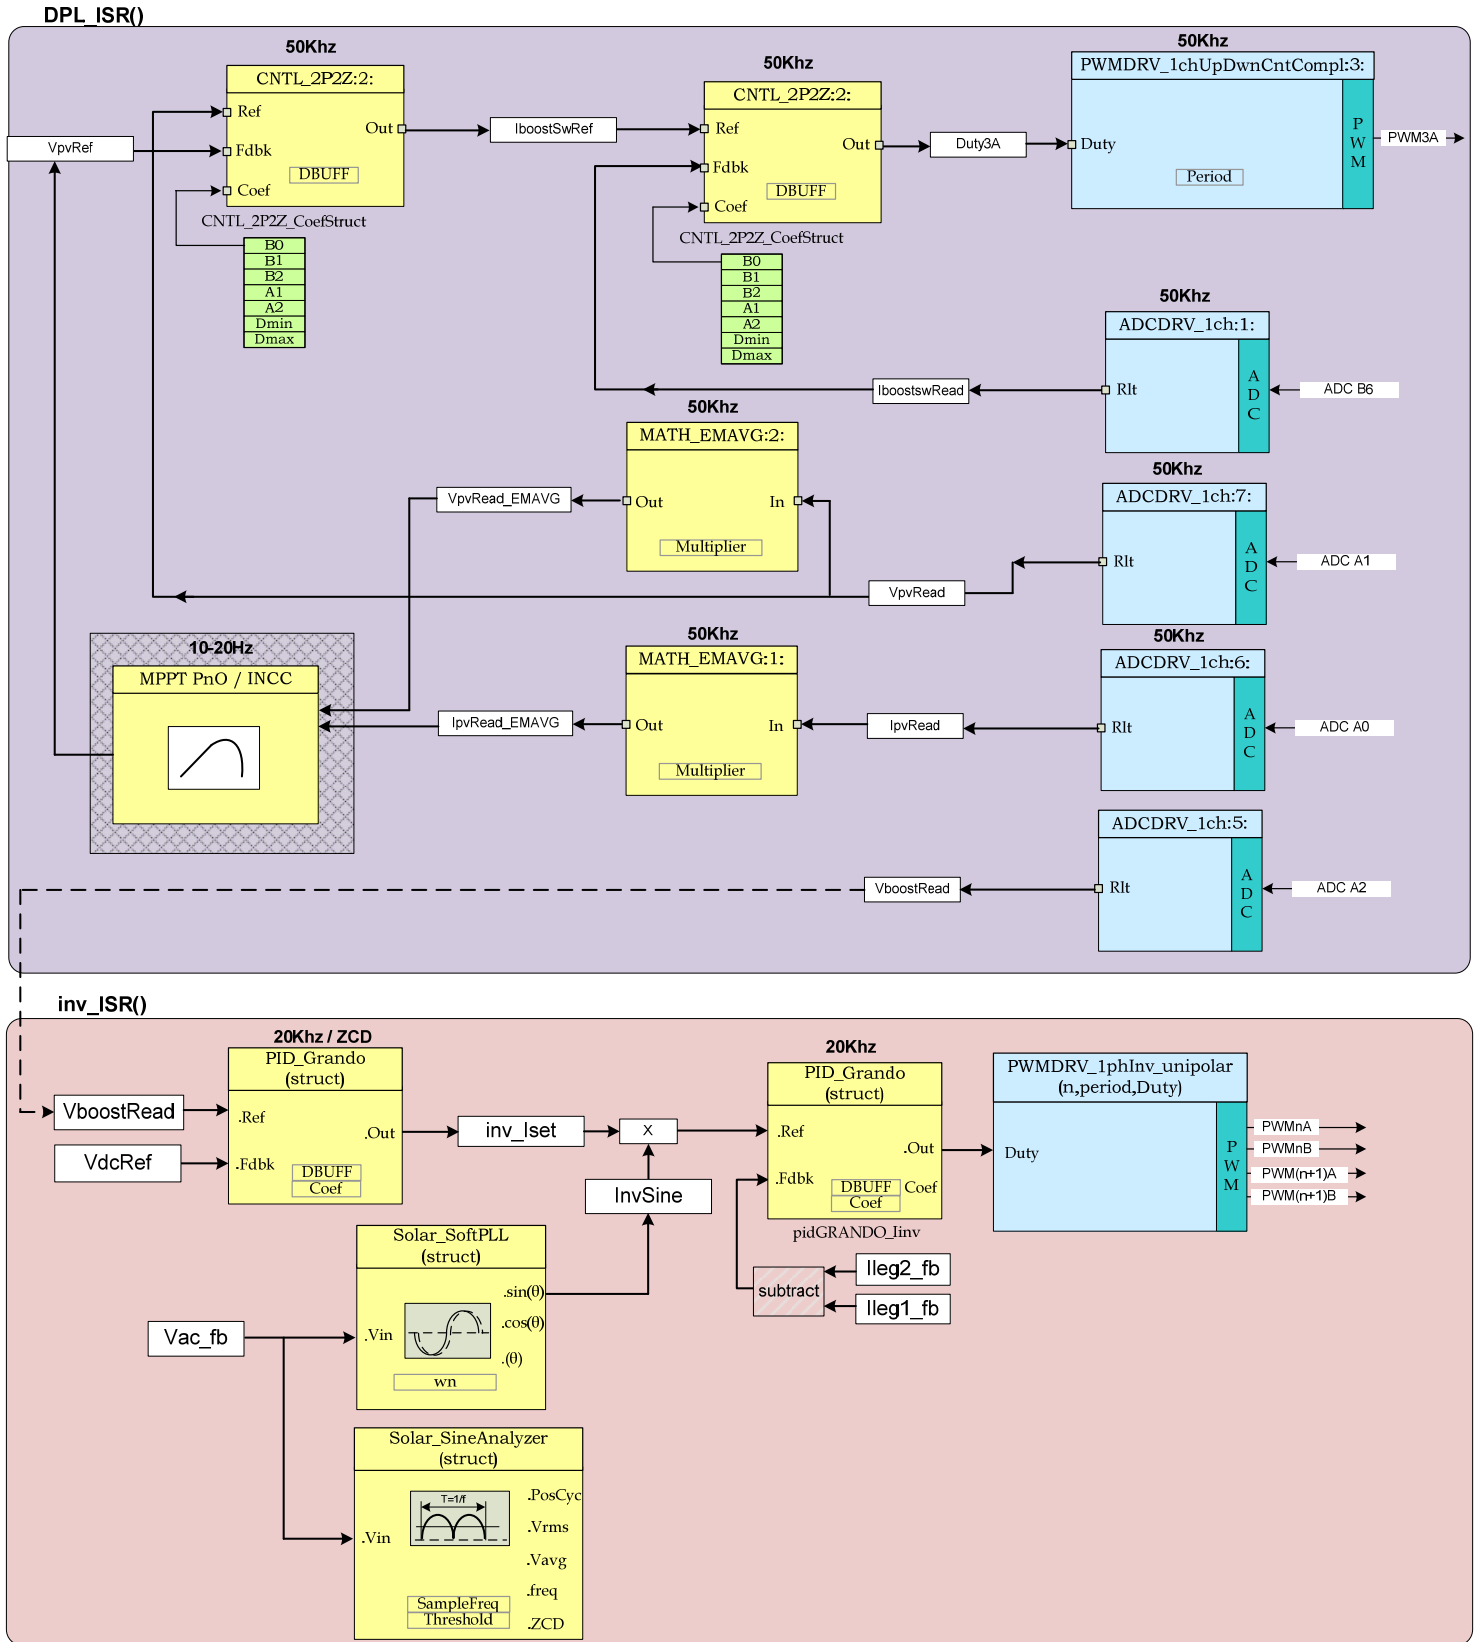 DPL_ISR()
50Khz
CNTL_2P2Z:2:
Ref
Fdbk
Coef
Out
DBUFF
VpvRef
CNTL_2P2Z_CoefStruct
B0
B1
B2
A1
A2
Dmin
Dmax
IboostSwRef
50Khz
CNTL_2P2Z:2:
Ref
Fdbk
Coef
Out
DBUFF
CNTL_2P2Z_CoefStruct
B0
B1
B2
A1
A2
Dmin
Dmax
Duty3A
50Khz
PWMDRV_1chUpDwnCntCompl:3:
Duty
Period
PWM
PWM3A
50Khz
ADCDRV_1ch:1:
Rlt
ADC
ADC B6
IboostswRead
50Khz
MATH_EMAVG:2:
Out
In
Multiplier
VpvRead_EMAVG
50Khz
ADCDRV_1ch:7:
Rlt
ADC
ADC A1
VpvRead
10-20Hz
MPPT PnO / INCC
50Khz
MATH_EMAVG:1:
Out
In
Multiplier
IpvRead_EMAVG
IpvRead
50Khz
ADCDRV_1ch:6:
Rlt
ADC
ADC A0
ADCDRV_1ch:5:
Rlt
ADC
ADC A2
VboostRead
inv_ISR()
20Khz / ZCD
PID_Grando
(struct)
.Ref
.Out
.Fdbk
DBUFF
Coef
VboostRead
VdcRef
inv_Iset
X
InvSine
20Khz
PID_Grando
(struct)
.Ref
.Out
.Fdbk
DBUFF
Coef
Coef
pidGRANDO_Iinv
PWMDRV_1phInv_unipolar
(n,period,Duty)
Duty
PWM
PWMnA
PWMnB
PWM(n+1)A
PWM(n+1)B
subtract
Ileg2_fb
Ileg1_fb
Solar_SoftPLL
(struct)
.sin(θ)
.cos(θ)
.(θ)
.Vin
wn
Vac_fb
Solar_SineAnalyzer
(struct)
T=1/f
.PosCyc
.Vrms
.Vin
.Vavg
.freq
SampleFreq
Threshold
.ZCD